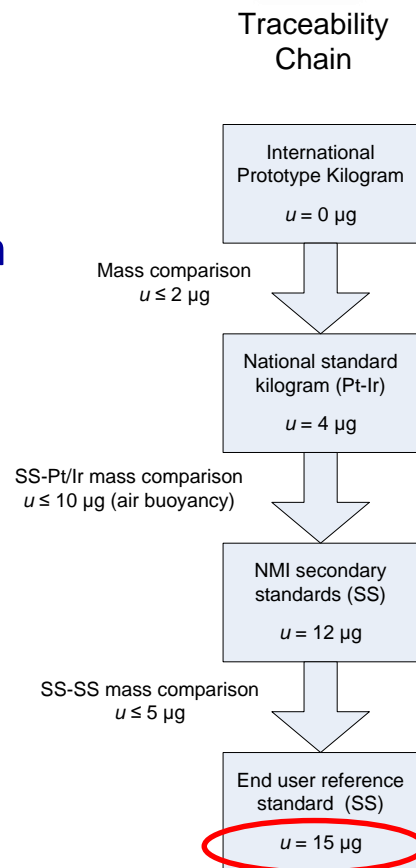 Traceability
Chain
International
Prototype Kilogram
u = 0 µg
Mass comparison
u ≤ 2 µg
National standard
kilogram (Pt-Ir)
u = 4 µg
SS-Pt/Ir mass comparison
u ≤ 10 µg (air buoyancy)
NMI secondary
standards (SS)
u = 12 µg
SS-SS mass comparison
u ≤ 5 µg
End user reference
standard (SS)
u = 15 µg